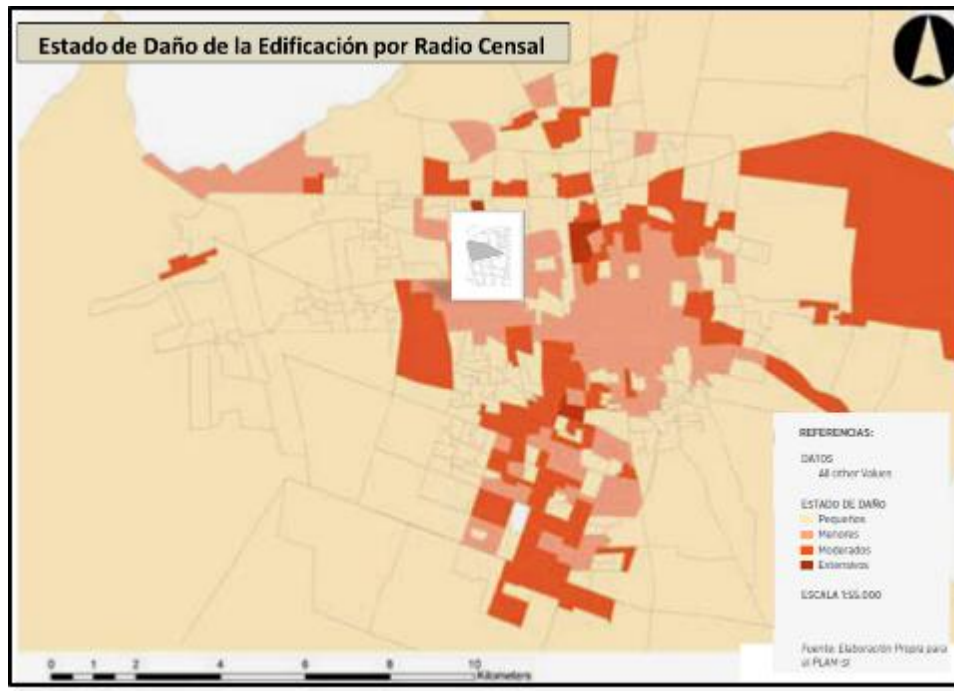 Estado de Daño de la Edificación por Radio Censal
REFERENCIAS:
DATOS
All other Values
ESTADO DE DAÑO
Pequeños
Menores
Moderados
Extensivos
ESCALA 1:55.000
Fuente: Elaboración Propia para
el PLAM-SJ
0 1 2 4 6 8 10
Kilometers